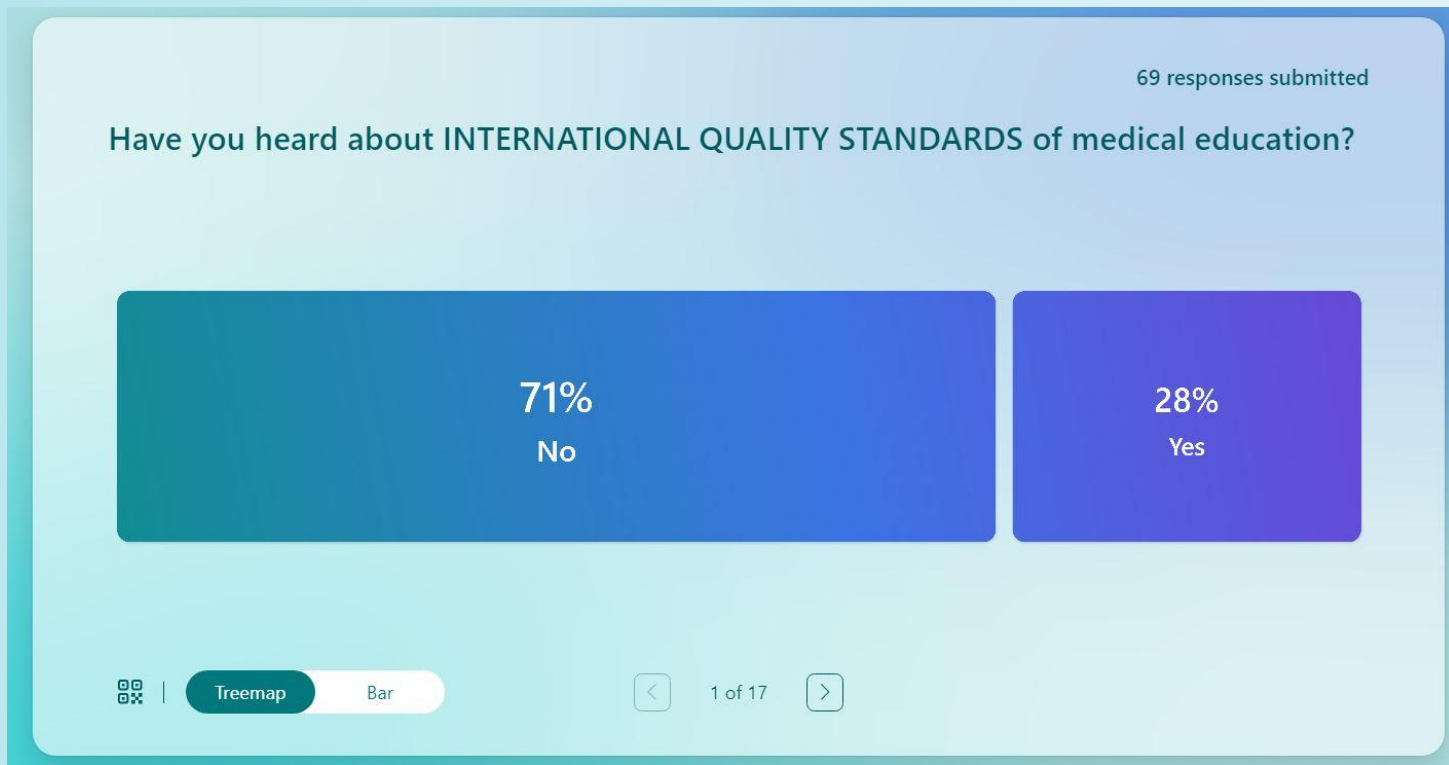 69 responses submitted
Have you heard about INTERNATIONAL QUALITY STANDARDS of medical education?
71%
No
28%
Yes
Treemap
Bar
1 of 17